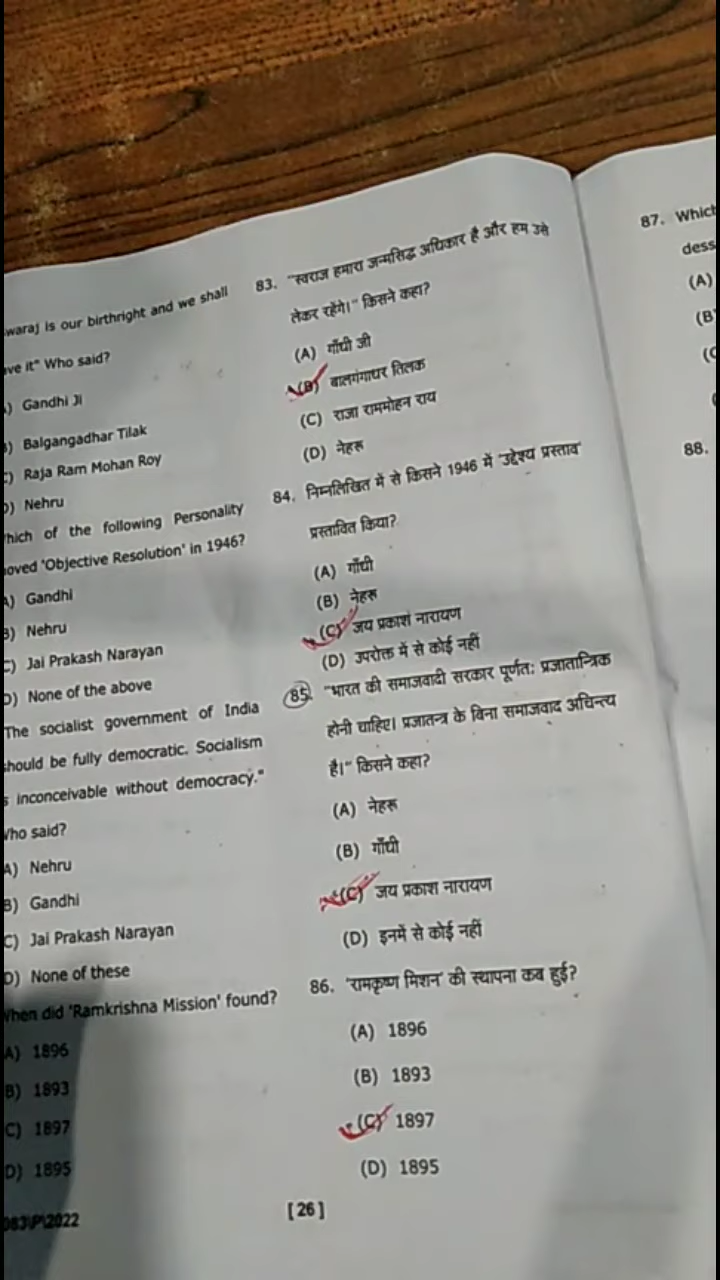 waraj is our birthright and we shall
ve it" Who said?
) Gandhi Ji
) Balgangadhar Tilak
) Raja Ram Mohan Roy
) Nehru
hich of the following Personality
oved 'Objective Resolution' in 1946?
) Gandhi
) Nehru
) Jai Prakash Narayan
) None of the above
The socialist government of India
should be fully democratic. Socialism
s inconceivable without democracy."
Who said?
A) Nehru
B) Gandhi
C) Jai Prakash Narayan
D) None of these
When did 'Ramkrishna Mission' found?
A) 1896
B) 1893
C) 1897
D) 1895
083\P\2022
83. "स्वराज हमारा जन्मसिद्ध अधिकार है और हम उसे
लेकर रहेंगे।" किसने कहा?
(A) गाँधी जी
(B) बालगंगाधर तिलक
(C) राजा राममोहन राय
(D) नेहरू
84. निम्नलिखित में से किसने 1946 में 'उद्देश्य प्रस्ताव'
प्रस्तावित किया?
(A) गाँधी
(B) नेहरू
(C) जय प्रकाश नारायण
(D) उपरोक्त में से कोई नहीं
85. "भारत की समाजवादी सरकार पूर्णत: प्रजातान्त्रिक
होनी चाहिए। प्रजातन्त्र के बिना समाजवाद अचिन्त्य
है।" किसने कहा?
(A) नेहरू
(B) गाँधी
(C) जय प्रकाश नारायण
(D) इनमें से कोई नहीं
86. 'रामकृष्ण मिशन' की स्थापना कब हुई?
(A) 1896
(B) 1893
(C) 1897
(D) 1895
[ 26 ]
87. Which
dess
(A)
(B
(C
88.